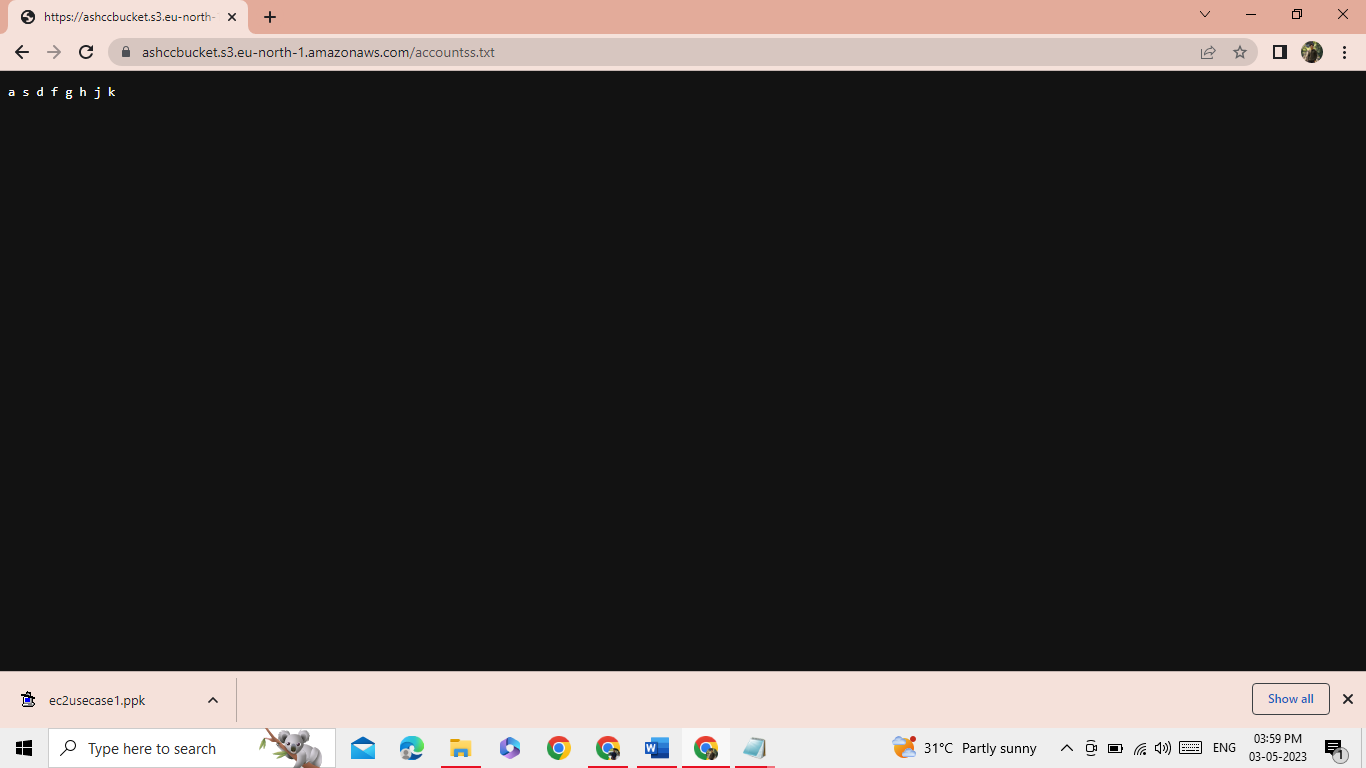 https://ashccbucket.s3.eu-north-
ashccbucket.s3.eu-north-1.amazonaws.com/accountss.txt
a s d f g h j k
ec2usecase1.ppk
Show all
Type here to search
31°C Partly sunny
ENG
03:59 PM
03-05-2023
1